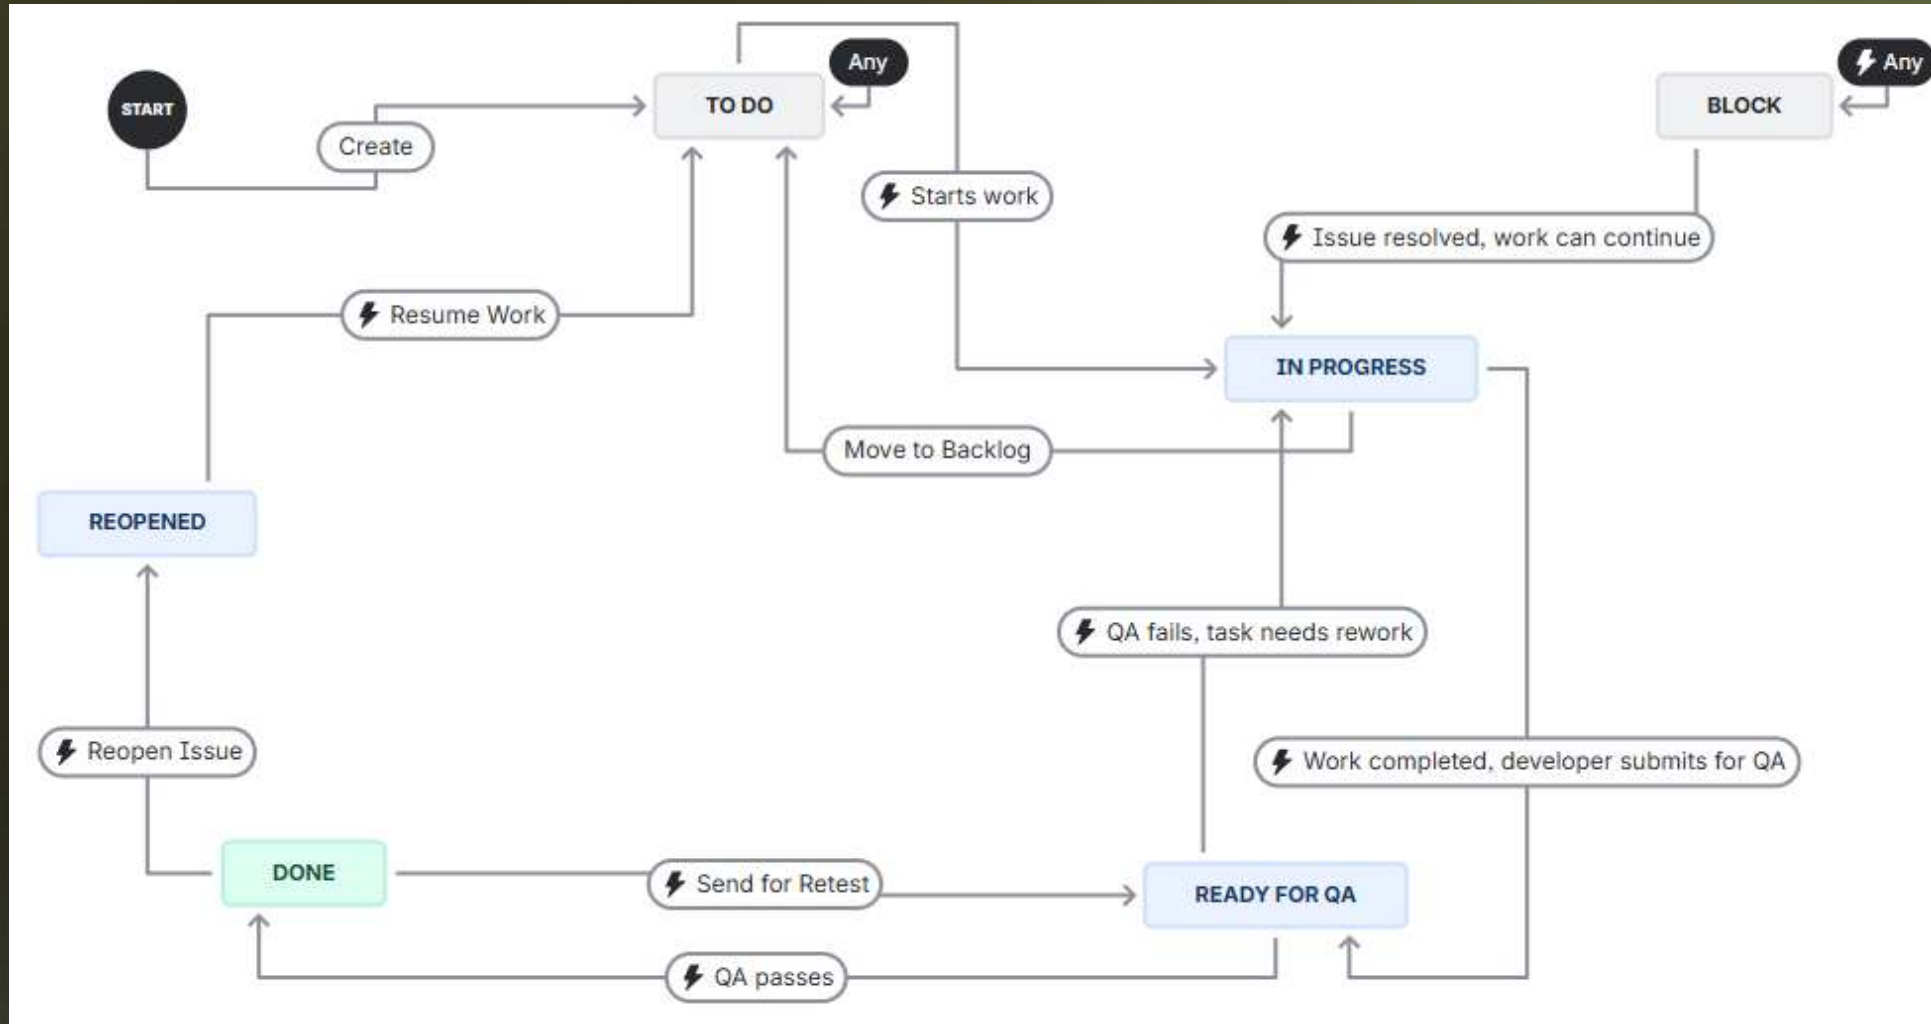 Any
Any
START
TO DO
BLOCK
Create
Starts work
Issue resolved, work can continue
Resume Work
IN PROGRESS
Move to Backlog
REOPENED
QA fails, task needs rework
Reopen Issue
Work completed, developer submits for QA
DONE
Send for Retest
READY FOR QA
QA passes